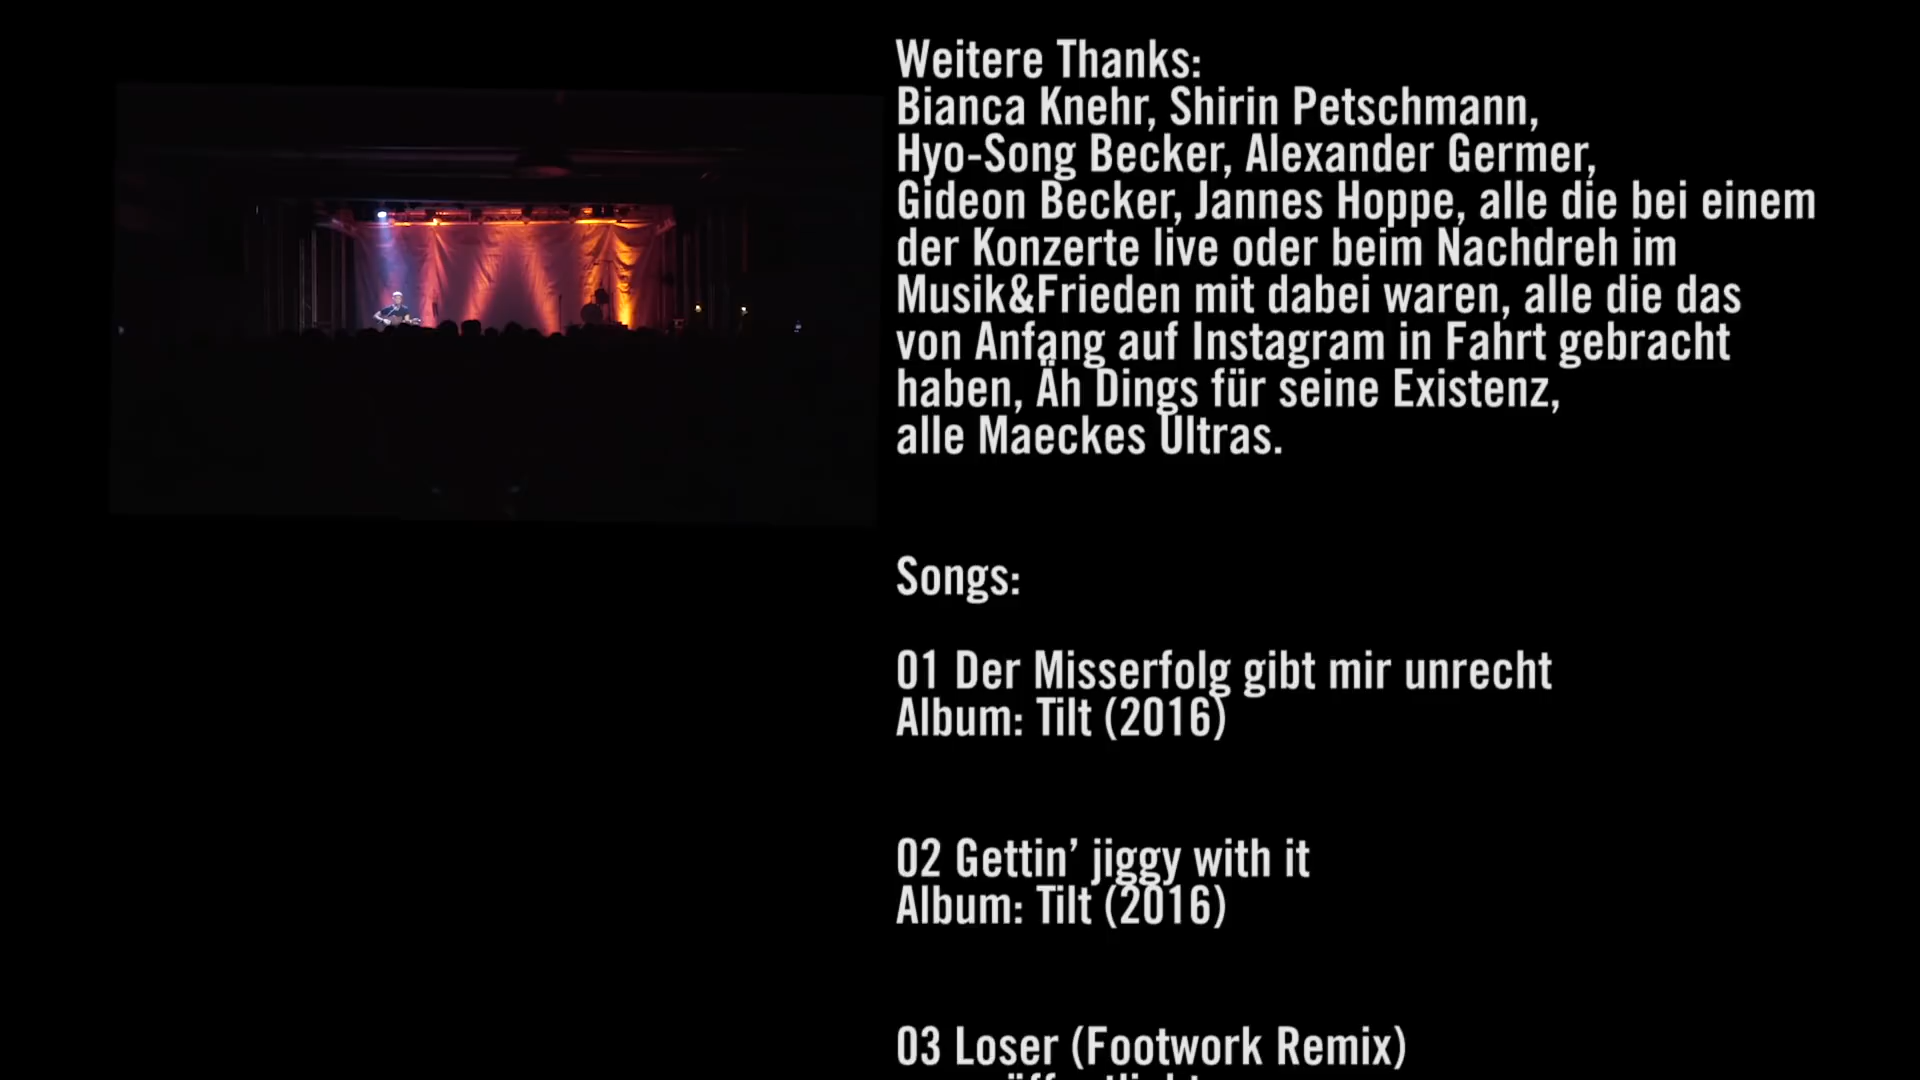 Weitere Thanks:
Bianca Knehr, Shirin Petschmann,
Hyo-Song Becker, Alexander Germer,
Gideon Becker, Jannes Hoppe, alle die bei einem
der Konzerte live oder beim Nachdreh im
Musik&Frieden mit dabei waren, alle die das
von Anfang auf Instagram in Fahrt gebracht
haben, Äh Dings für seine Existenz,
alle Maeckes Ultras.
Songs:
01 Der Misserfolg gibt mir unrecht
Album: Tilt (2016)
02 Gettin’ jiggy with it
Album: Tilt (2016)
03 Loser (Footwork Remix)